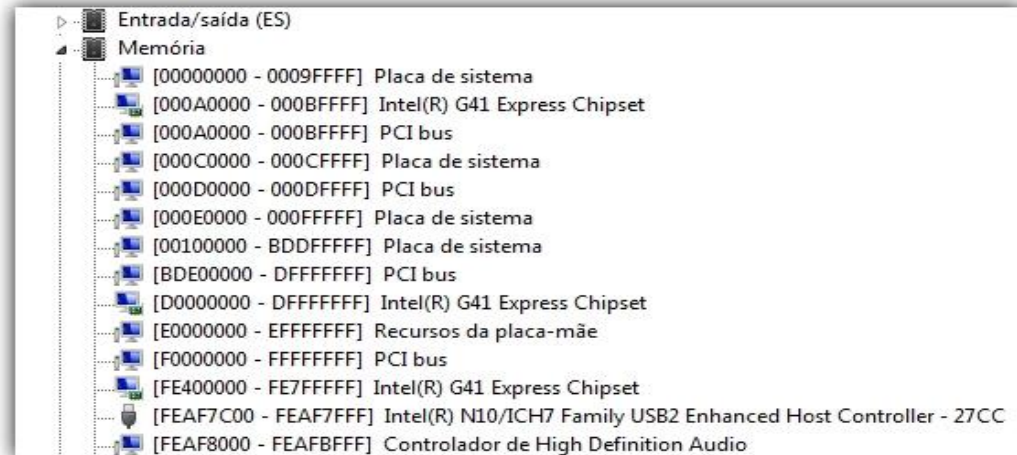 Entrada/saída (ES)
Memória
[00000000 - 0009FFFF] Placa de sistema
[000A0000 - 000BFFFF] Intel(R) G41 Express Chipset
[000A0000 - 000BFFFF] PCI bus
[000C0000 - 000CFFFF] Placa de sistema
[000D0000 - 000DFFFF] PCI bus
[000E0000 - 000FFFFF] Placa de sistema
[00100000 - BDDFFFFF] Placa de sistema
[BDE00000 - DFFFFFFF] PCI bus
[D0000000 - DFFFFFFF] Intel(R) G41 Express Chipset
[E0000000 - EFFFFFFF] Recursos da placa-mãe
[F0000000 - FFFFFFFF] PCI bus
[FE400000 - FE7FFFFF] Intel(R) G41 Express Chipset
[FEAF7C00 - FEAF7FFF] Intel(R) N10/ICH7 Family USB2 Enhanced Host Controller - 27CC
[FEAF8000 - FEAFBFFF] Controlador de High Definition Audio